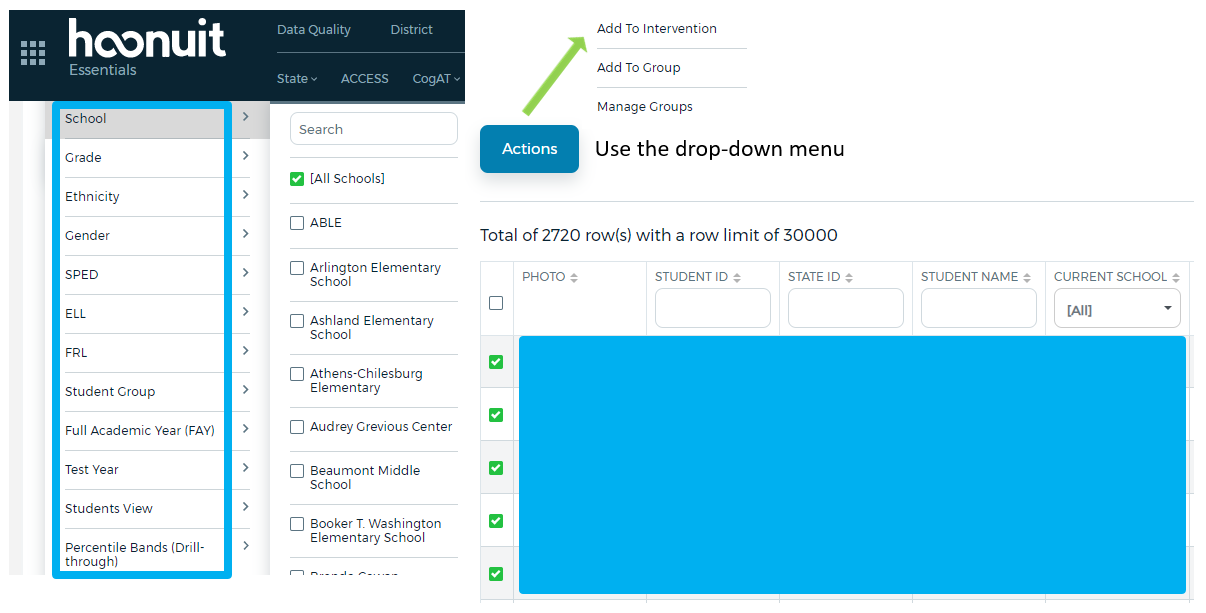 hoonuit
Essentials
Data Quality District
State ACCESS CogAT
School
Grade
Ethnicity
Gender
SPED
ELL
FRL
Student Group
Full Academic Year (FAY)
Test Year
Students View
Percentile Bands (Drill-
through)
Search
[All Schools]
ABLE
Arlington Elementary
School
Ashland Elementary
School
Athens-Chilesburg
Elementary
Audrey Grevious Center
Beaumont Middle
School
Booker T. Washington
Elementary School
Add To Intervention
Add To Group
Manage Groups
Actions
Use the drop-down menu
Total of 2720 row(s) with a row limit of 30000
PHOTO STUDENT ID STATE ID STUDENT NAME CURRENT SCHOOL
[All]